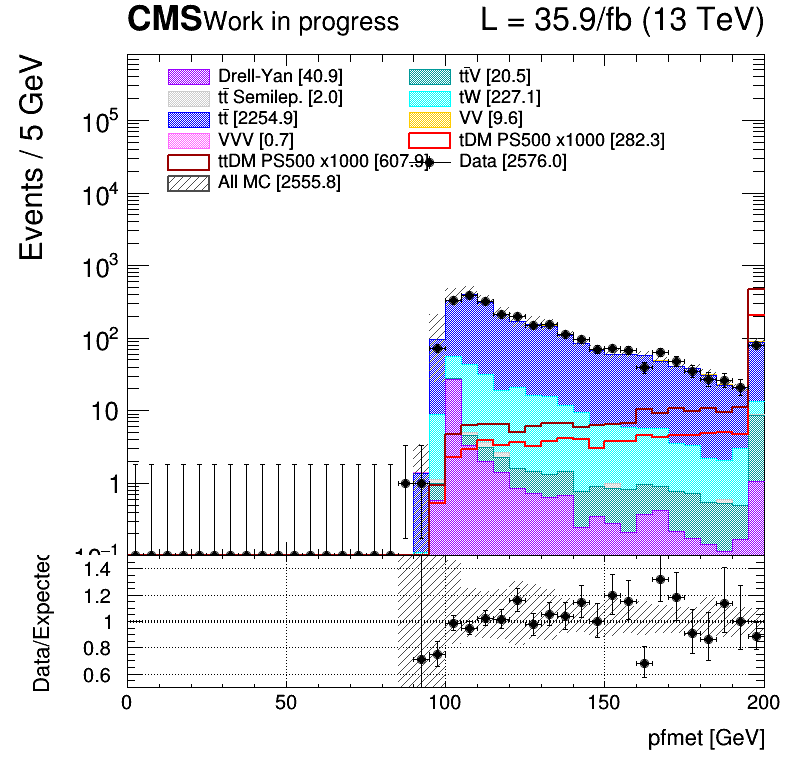 CMS Work in progress L = 35.9/fb (13 TeV)
Events / 5 GeV
Drell-Yan [40.9] tt̄V [20.5]
tt̄ Semilep. [2.0] tW [227.1]
tt̄ [2254.9] VV [9.6]
VVV [0.7] tDM PS500 x1000 [282.3]
ttDM PS500 x1000 [607.9] Data [2576.0]
All MC [2555.8]
10⁵
10⁴
10³
10²
10
1
10⁻¹
Data/Expected
1.4
1.2
1
0.8
0.6
0 50 100 150 200
pfmet [GeV]